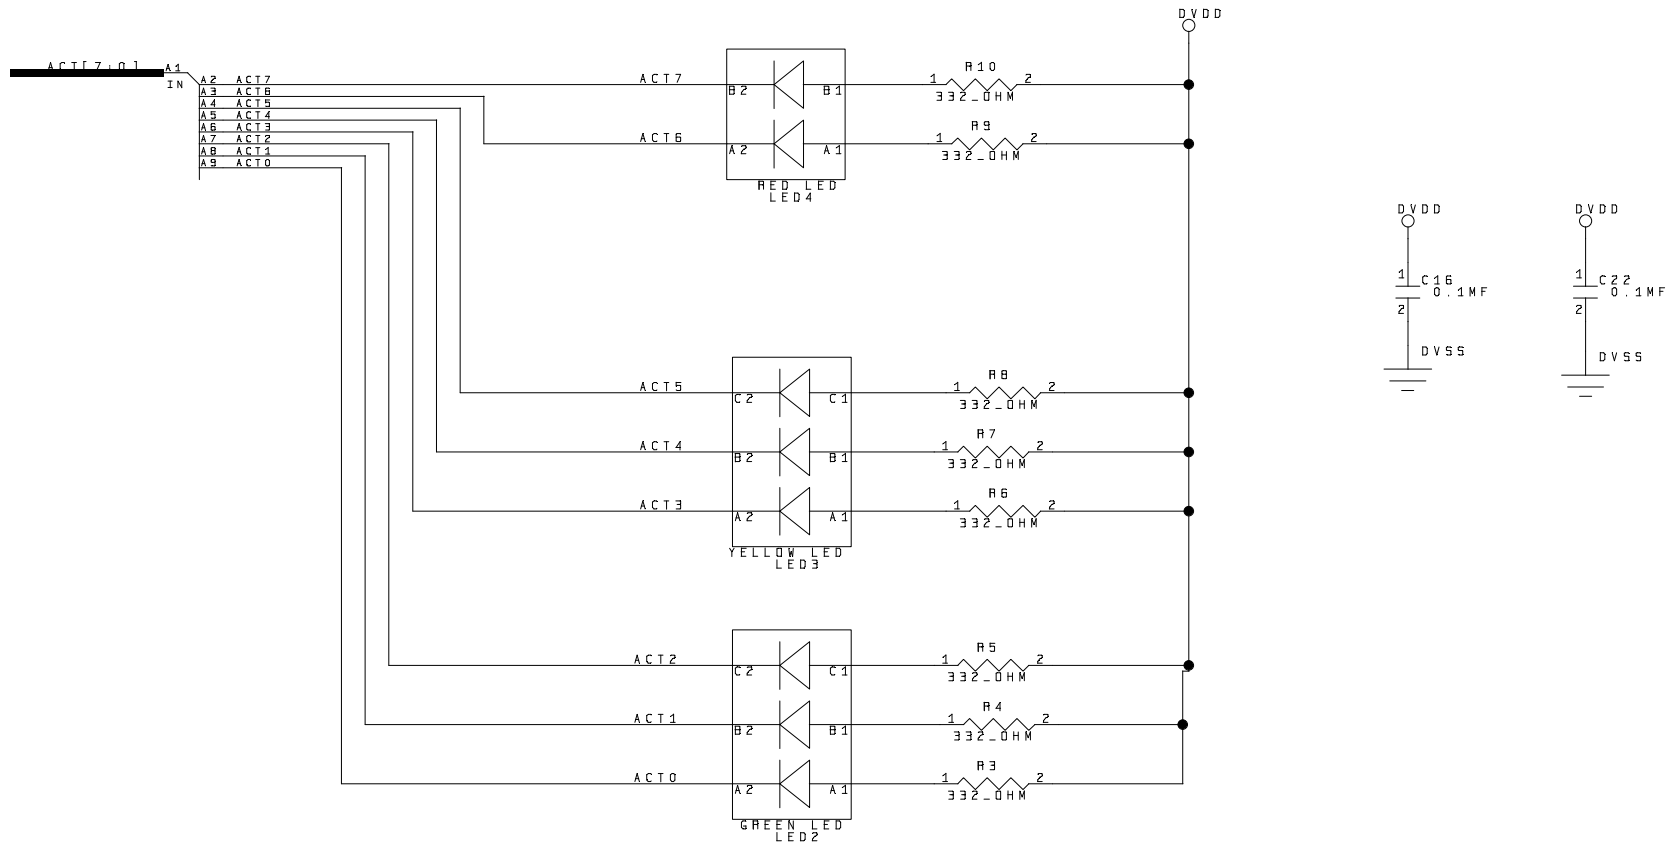 DVDD
ACT[7:0] A1
IN
A2 ACT7
A3 ACT6
A4 ACT5
A5 ACT4
A6 ACT3
A7 ACT2
A8 ACT1
A9 ACT0
ACT7 B2 B1 1 R10 2
332_OHM
ACT6 A2 A1 1 R9 2
332_OHM
RED LED
LED4
DVDD
1 C16
0.1MF
2
DVSS
DVDD
1 C22
0.1MF
2
DVSS
ACT5 C2 C1 1 R8 2
332_OHM
ACT4 B2 B1 1 R7 2
332_OHM
ACT3 A2 A1 1 R6 2
332_OHM
YELLOW LED
LED3
ACT2 C2 C1 1 R5 2
332_OHM
ACT1 B2 B1 1 R4 2
332_OHM
ACT0 A2 A1 1 R3 2
332_OHM
GREEN LED
LED2